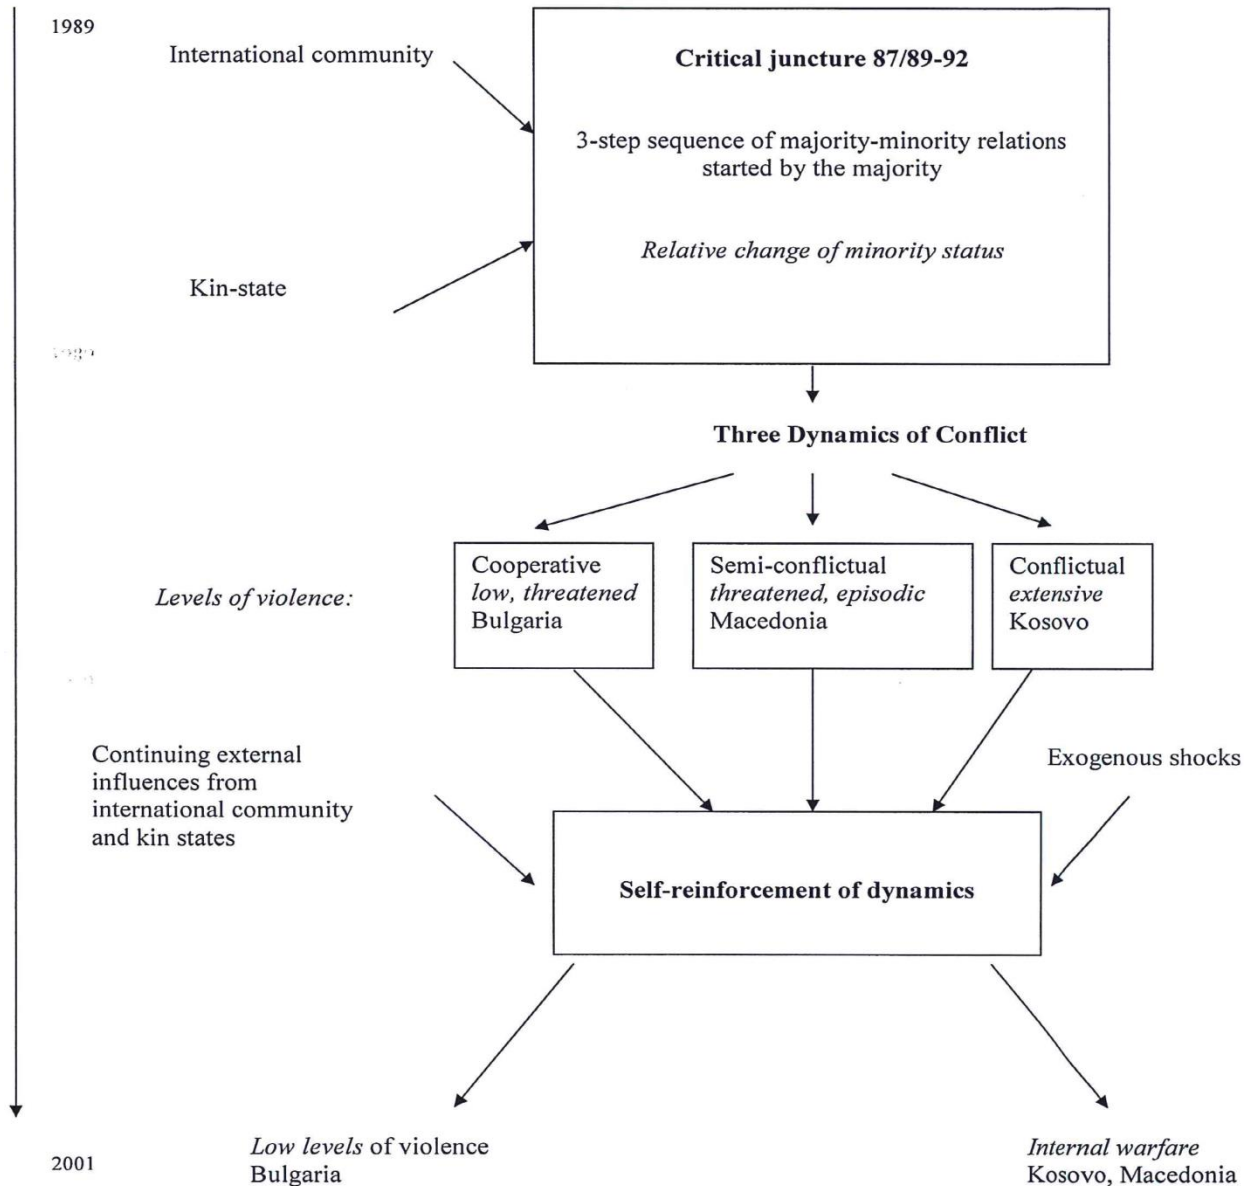 1989
International community
Critical juncture 87/89-92
3-step sequence of majority-minority relations
started by the majority
Relative change of minority status
Kin-state
Three Dynamics of Conflict
Levels of violence:
Cooperative
low, threatened
Bulgaria
Semi-conflictual
threatened, episodic
Macedonia
Conflictual
extensive
Kosovo
Continuing external
influences from
international community
and kin states
Exogenous shocks
Self-reinforcement of dynamics
2001
Low levels of violence
Bulgaria
Internal warfare
Kosovo, Macedonia